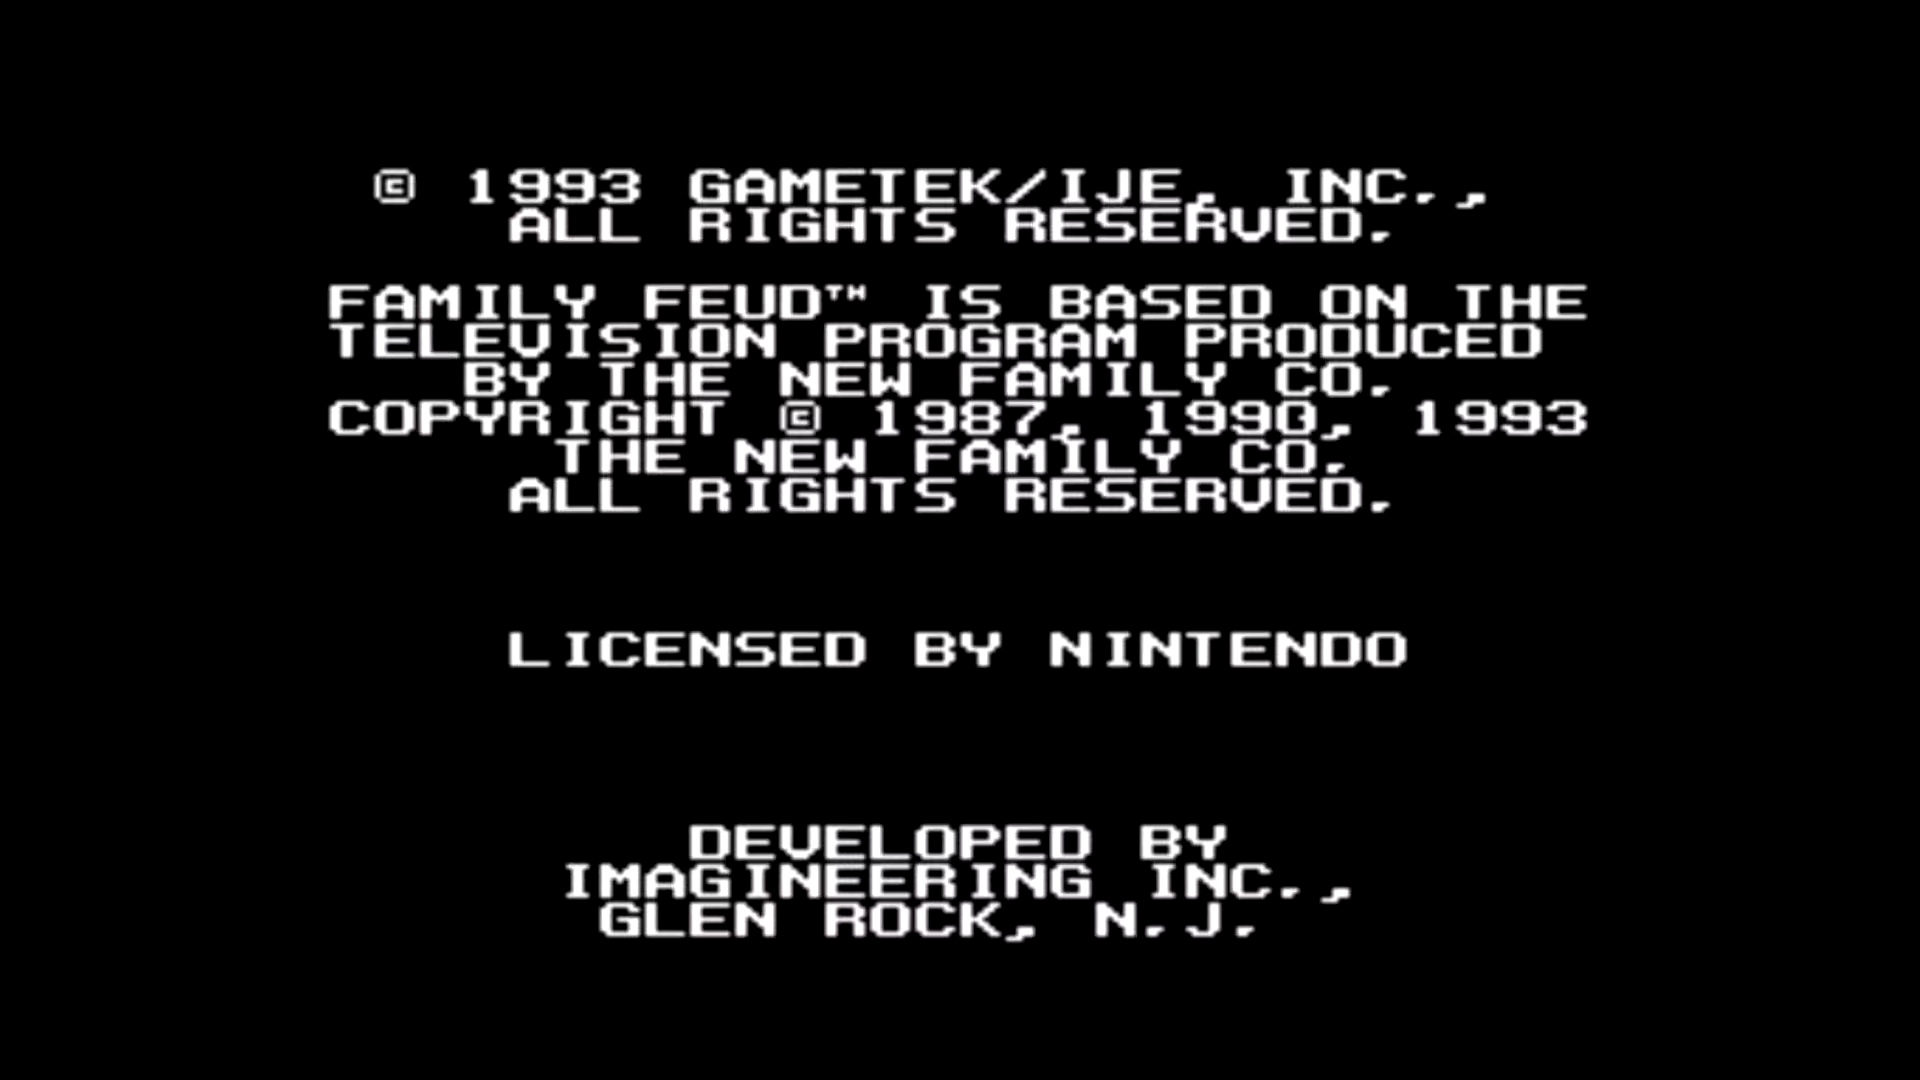 © 1993 GAMETEK/IJE, INC.,
ALL RIGHTS RESERVED.
FAMILY FEUD™ IS BASED ON THE
TELEVISION PROGRAM PRODUCED
BY THE NEW FAMILY CO.
COPYRIGHT © 1987, 1990, 1993
THE NEW FAMILY CO.
ALL RIGHTS RESERVED.
LICENSED BY NINTENDO
DEVELOPED BY
IMAGINEERING INC.,
GLEN ROCK, N.J.